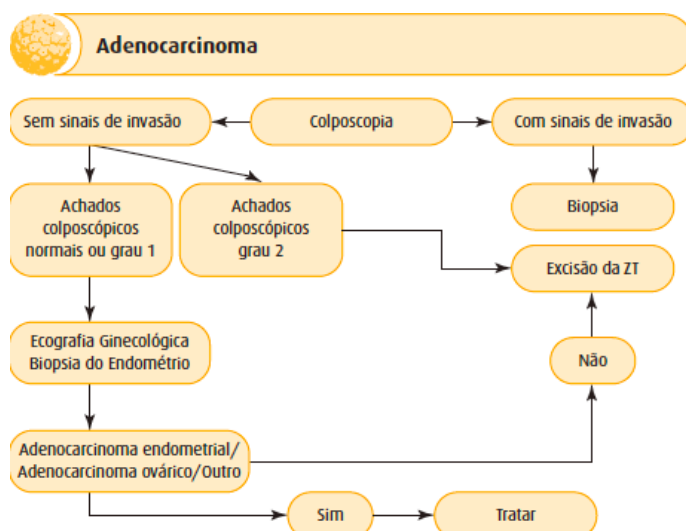 Adenocarcinoma
Sem sinais de invasão
Colposcopia
Com sinais de invasão
Achados
colposcópicos
normais ou grau 1
Achados
colposcópicos
grau 2
Biopsia
Excisão da ZT
Ecografia Ginecológica
Biopsia do Endométrio
Não
Adenocarcinoma endometrial/
Adenocarcinoma ovárico/Outro
Sim
Tratar